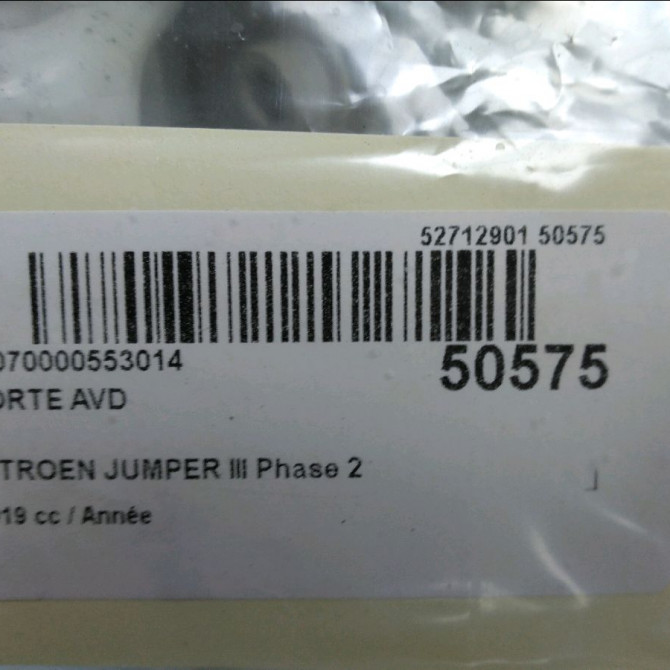 52712901 50575
070000553014
50575
ORTE AVD
TROEN JUMPER III Phase 2
19 cc / Année